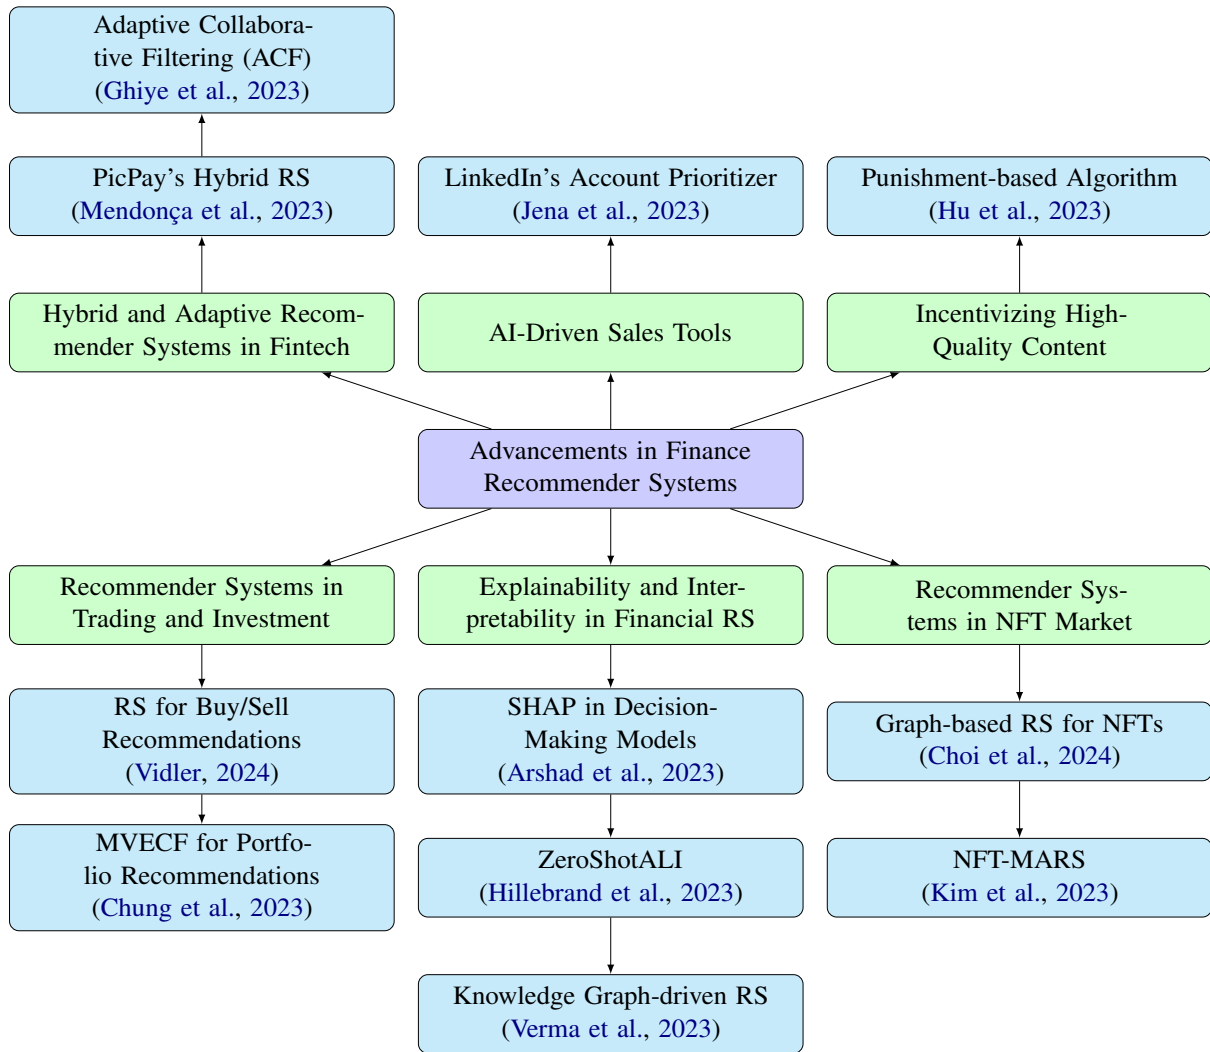 Adaptive Collabora-
tive Filtering (ACF)
(Ghiye et al., 2023)
PicPay's Hybrid RS
(Mendonça et al., 2023)
LinkedIn's Account Prioritizer
(Jena et al., 2023)
Punishment-based Algorithm
(Hu et al., 2023)
Hybrid and Adaptive Recom-
mender Systems in Fintech
AI-Driven Sales Tools
Incentivizing High-
Quality Content
Advancements in Finance
Recommender Systems
Recommender Systems in
Trading and Investment
Explainability and Inter-
pretability in Financial RS
Recommender Sys-
tems in NFT Market
RS for Buy/Sell
Recommendations
(Vidler, 2024)
SHAP in Decision-
Making Models
(Arshad et al., 2023)
Graph-based RS for NFTs
(Choi et al., 2024)
MVECF for Portfo-
lio Recommendations
(Chung et al., 2023)
ZeroShotALI
(Hillebrand et al., 2023)
NFT-MARS
(Kim et al., 2023)
Knowledge Graph-driven RS
(Verma et al., 2023)